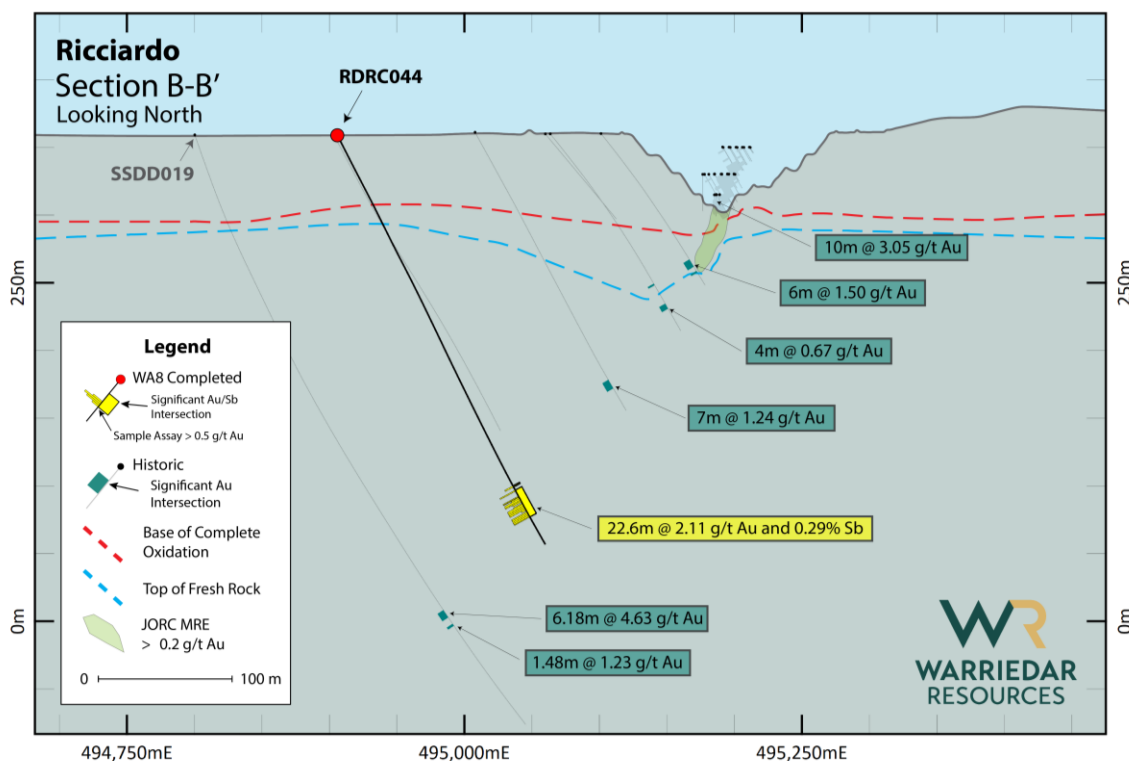 Ricciardo
Section B-B'
Looking North
RDRC044
SSDD019
10m @ 3.05 g/t Au
6m @ 1.50 g/t Au
4m @ 0.67 g/t Au
7m @ 1.24 g/t Au
22.6m @ 2.11 g/t Au and 0.29% Sb
6.18m @ 4.63 g/t Au
1.48m @ 1.23 g/t Au
250m
0m
250m
0m
Legend
WA8 Completed
Significant Au/Sb
Intersection
Sample Assay > 0.5 g/t Au
Historic
Significant Au
Intersection
Base of Complete
Oxidation
Top of Fresh Rock
JORC MRE
> 0.2 g/t Au
0 100 m
WR
WARRIEDAR
RESOURCES
494,750mE
495,000mE
495,250mE